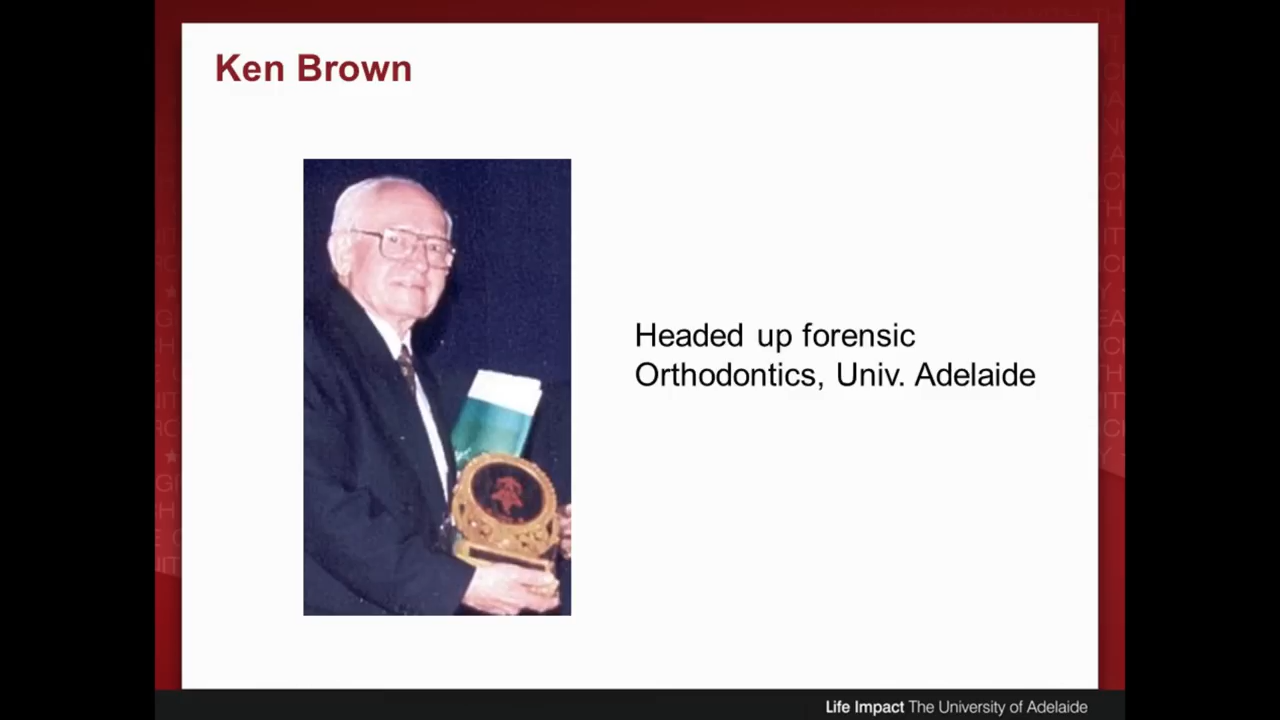 Ken Brown
Headed up forensic
Orthodontics, Univ. Adelaide
Life Impact The University of Adelaide